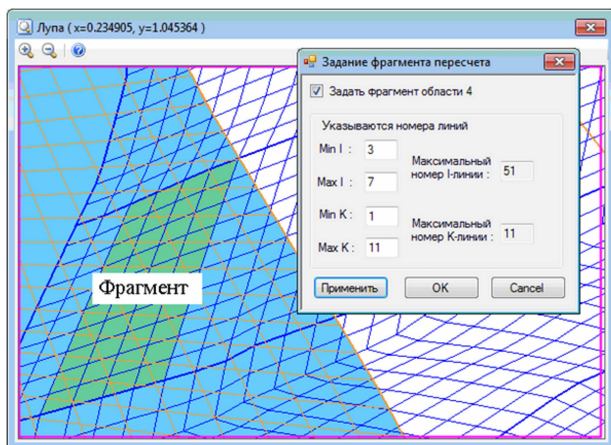 Лупа ( x=0.234905, y=1.045364 )
Задание фрагмента пересчета
Задать фрагмент области 4
Указываются номера линий
Min I : 3
Максимальный номер I-линии : 51
Max I : 7
Min K : 1
Максимальный номер K-линии : 11
Max K : 11
Применить OK Cancel
Фрагмент